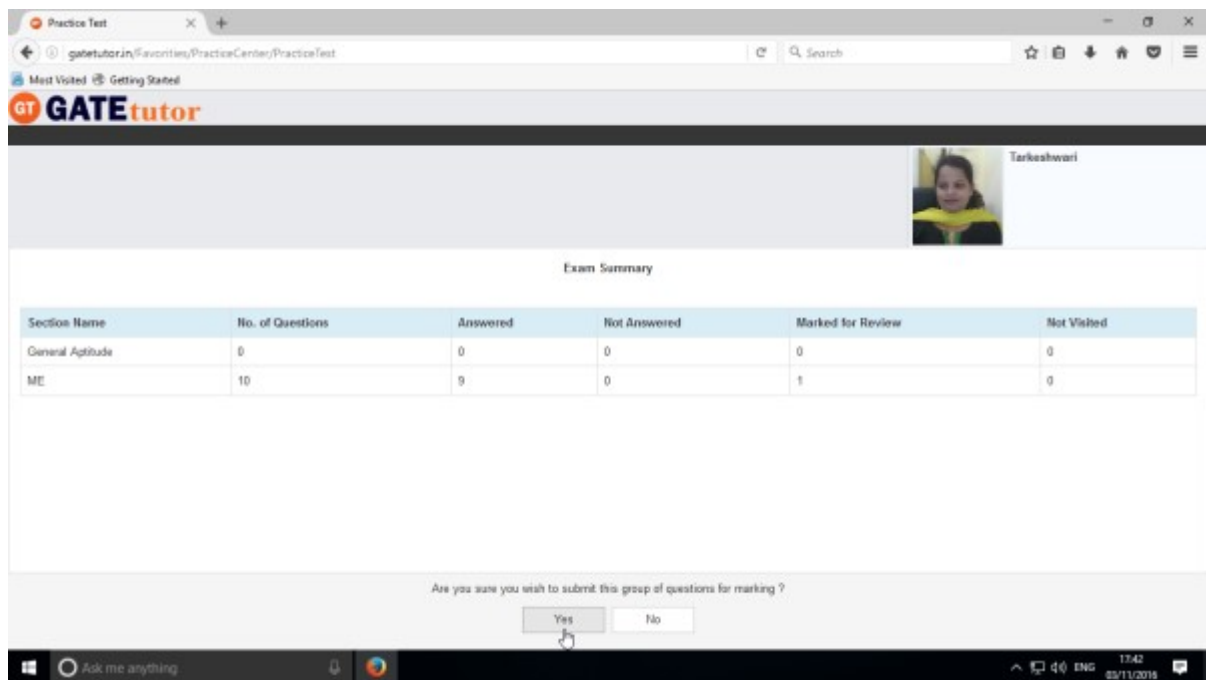 Practice Test
gatetutor.in/Favorities/PracticeCenter/PracticeTest
Search
Most Visited Getting Started
GT GATEtutor
Tarkeshwari
Exam Summary
Section Name No. of Questions Answered Not Answered Marked for Review Not Visited
General Aptitude 0 0 0 0 0
ME 10 9 0 1 0
Are you sure you wish to submit this group of questions for marking ?
Yes No
Ask me anything
ENG 17:42
03/11/2016